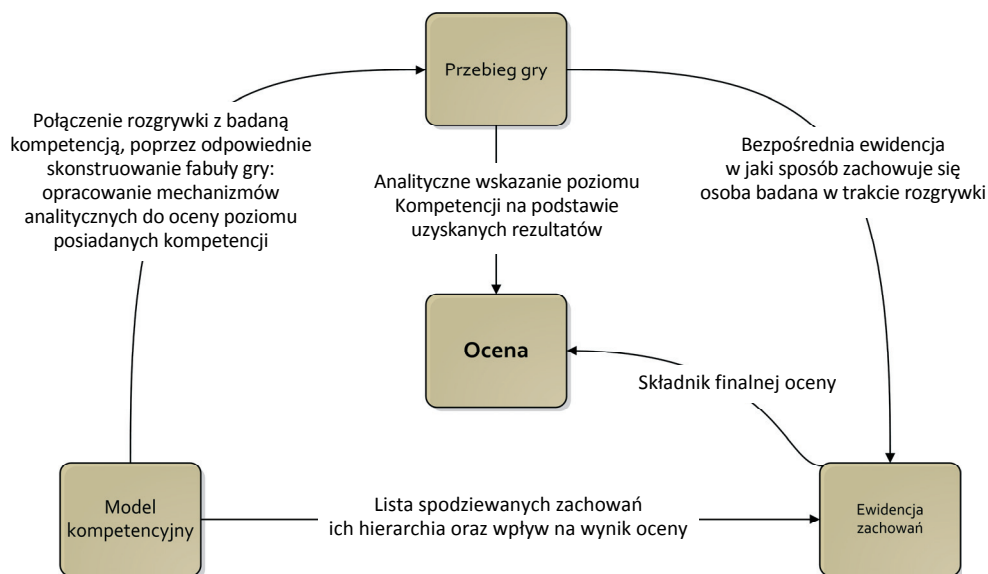 Przebieg gry
Połączenie rozgrywki z badaną
kompetencją, poprzez odpowiednie
skonstruowanie fabuły gry:
opracowanie mechanizmów
analitycznych do oceny poziomu
posiadanych kompetencji
Analityczne wskazanie poziomu
Kompetencji na podstawie
uzyskanych rezultatów
Bezpośrednia ewidencja
w jaki sposób zachowuje się
osoba badana w trakcie rozgrywki
Ocena
Składnik finalnej oceny
Model
kompetencyjny
Lista spodziewanych zachowań
ich hierarchia oraz wpływ na wynik oceny
Ewidencja
zachowań